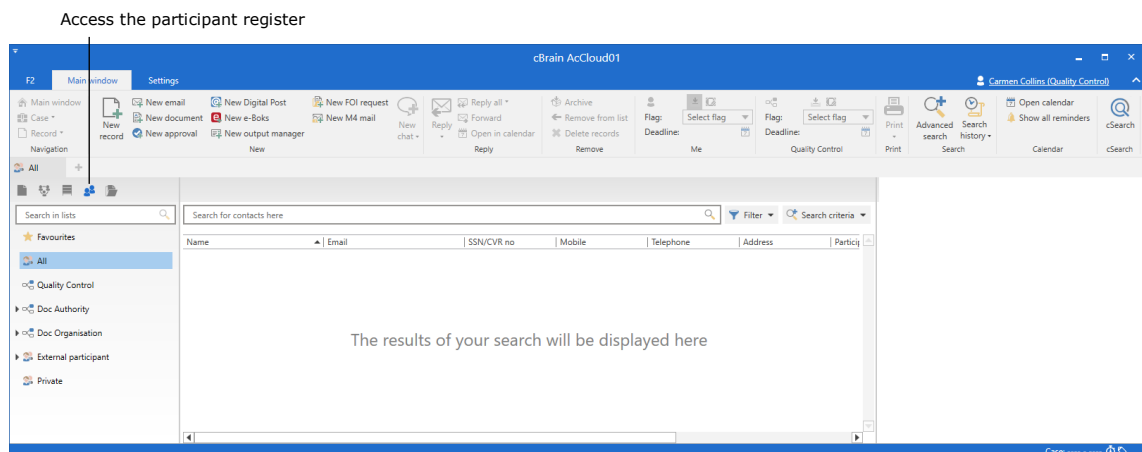 Access the participant register
cBrain AcCloud01
F2 Main window Settings Carmen Collins (Quality Control)
Main window
Case
Record
Navigation
New record
New email
New document
New approval
New Digital Post
New e-Boks
New output manager
New FOI request
New M4 mail
New chat
New
Reply
Reply all
Forward
Open in calendar
Reply
Archive
Remove from list
Delete records
Remove
Flag: Select flag
Deadline:
Me
Flag: Select flag
Deadline:
Quality Control
Print
Print
Advanced search
Search history
Search
Open calendar
Show all reminders
Calendar
cSearch
cSearch
All +
Search in lists
Search for contacts here
Filter
Search criteria
Favourites
All
Quality Control
Doc Authority
Doc Organisation
External participant
Private
Name Email SSN/CVR no Mobile Telephone Address Particip
The results of your search will be displayed here